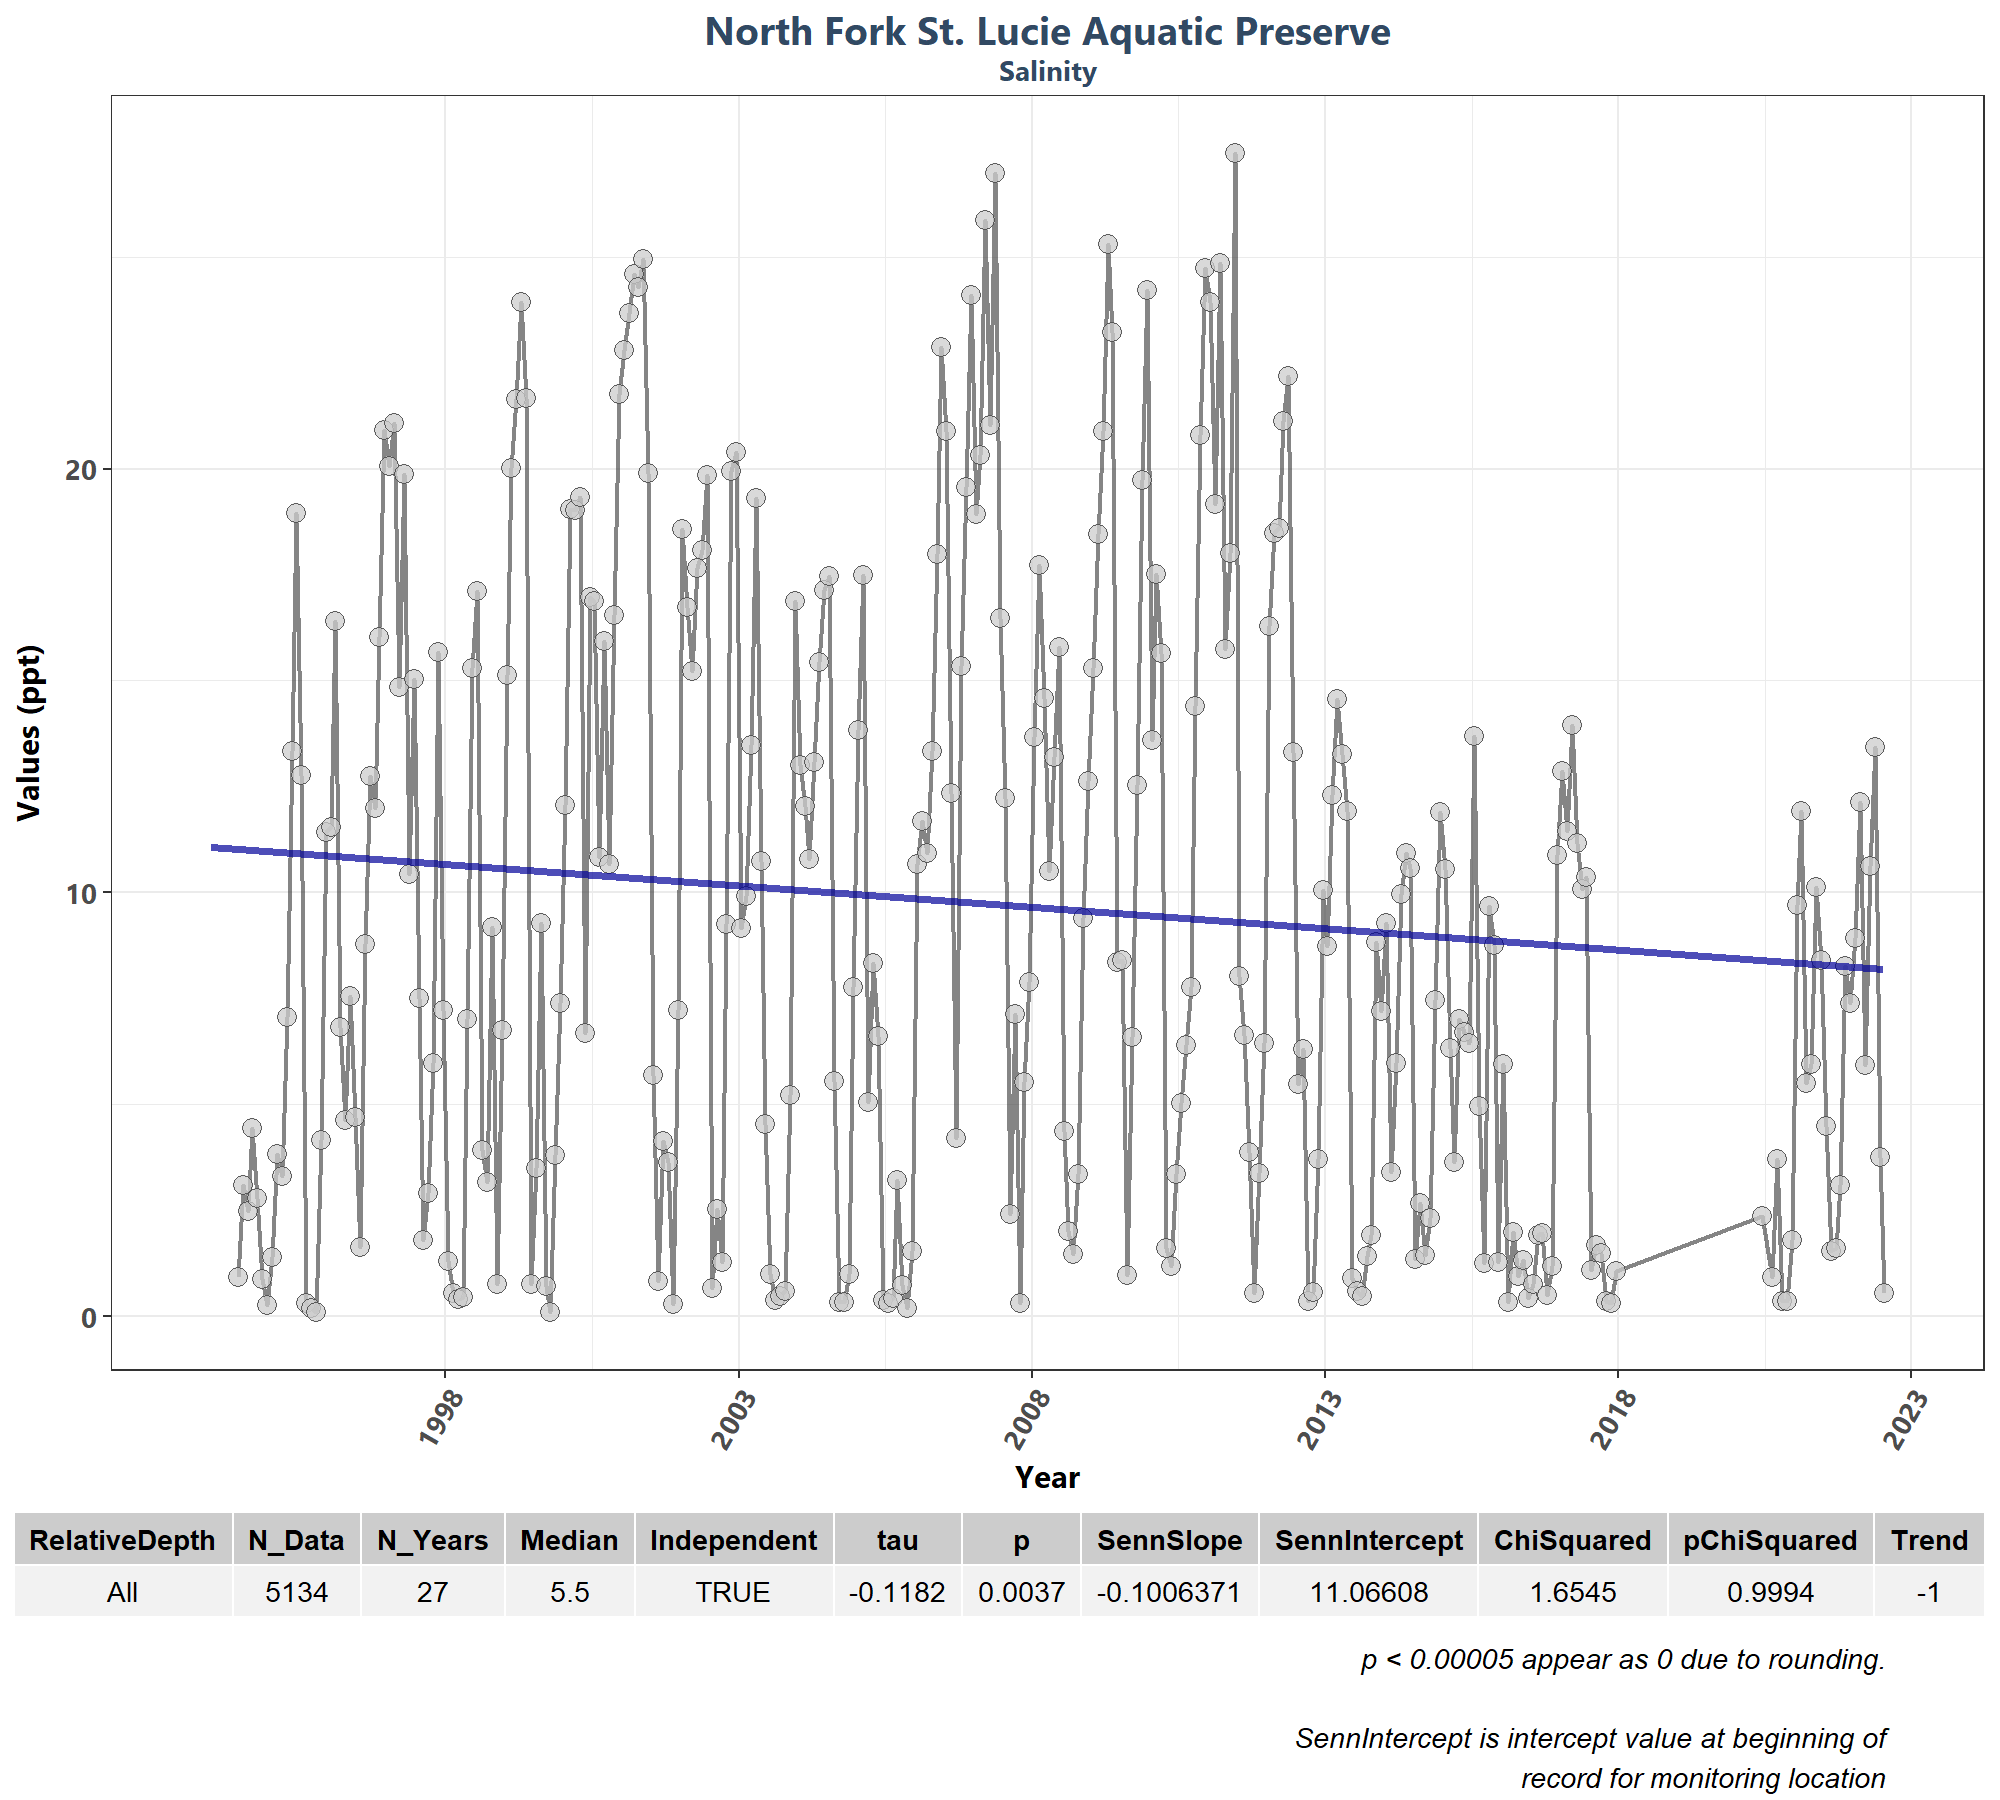 North Fork St. Lucie Aquatic Preserve
Salinity
Values (ppt)
20
10
0
1998 2003 2008 2013 2018 2023
Year
RelativeDepth N_Data N_Years Median Independent tau p SennSlope SennIntercept ChiSquared pChiSquared Trend
All 5134 27 5.5 TRUE -0.1182 0.0037 -0.1006371 11.06608 1.6545 0.9994 -1
p < 0.00005 appear as 0 due to rounding.
SennIntercept is intercept value at beginning of
record for monitoring location